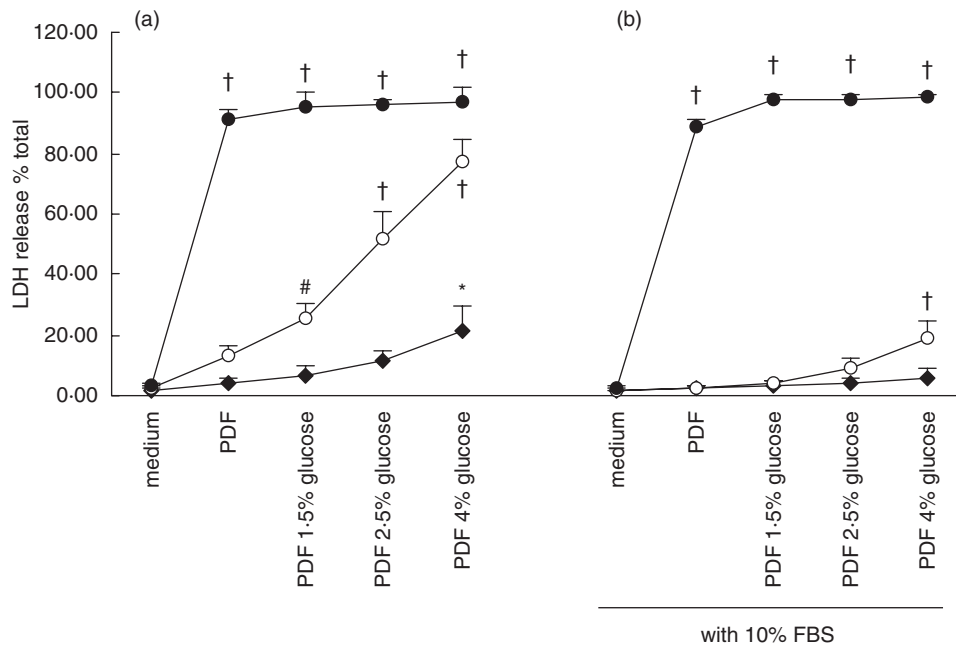 (a)
(b)
LDH release % total
120·00
100·00
80·00
60·00
40·00
20·00
0·00
† † † †
† †
#
*
† † † †
†
medium
PDF
PDF 1·5% glucose
PDF 2·5% glucose
PDF 4% glucose
medium
PDF
PDF 1·5% glucose
PDF 2·5% glucose
PDF 4% glucose
with 10% FBS